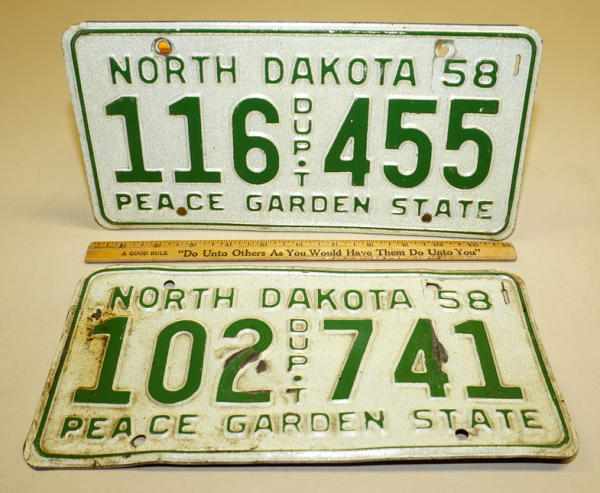 NORTH DAKOTA 58
116 DUP.T 455
PEACE GARDEN STATE
A GOOD RULE "Do Unto Others As You Would Have Them Do Unto You"
NORTH DAKOTA 58
102 DUP.T 741
PEACE GARDEN STATE